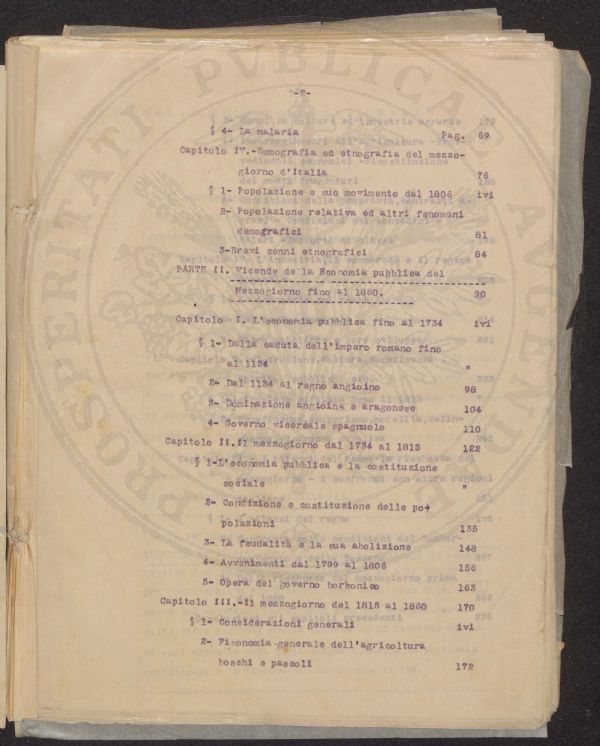 -2-
§ 4- La malaria Pag. 69
Capitolo IV.-Demografia ed etnografia del mezzo-
giorno d'Italia 76
§ 1- Popolazione e suo movimento dal 1806 ivi
2- Popolazione relativa ed altri fenomeni
demografici 81
3-Brevi cenni etnografici 84
PARTE II. Vicende de la Economia pubblica del
Mezzogiorno fino al 1860. 90
Capitolo I. L'economia pubblica fino al 1734 ivi
§ 1- Dalla caduta dell'impero romano fino
al 1134 "
2- Dal 1134 al regno angioino 98
3- Dominazione angioina e aragonese 104
4- Governo vicereale spagnuolo 110
Capitolo II.Il mezzogiorno dal 1734 al 1815 122
§ 1-L'economia pubblica e la costituzione
sociale "
2- Condizione e costituzione delle po-
polazioni 135
3- La feudalità e la sua abolizione 148
4- Avvenimenti dal 1799 al 1806 156
5- Opera del governo borbonico 163
Capitolo III.-Il mezzogiorno del 1815 al 1860 170
§ 1- Considerazioni generali ivi
2- Fisonomia generale dell'agricoltura
boschi e pascoli 172